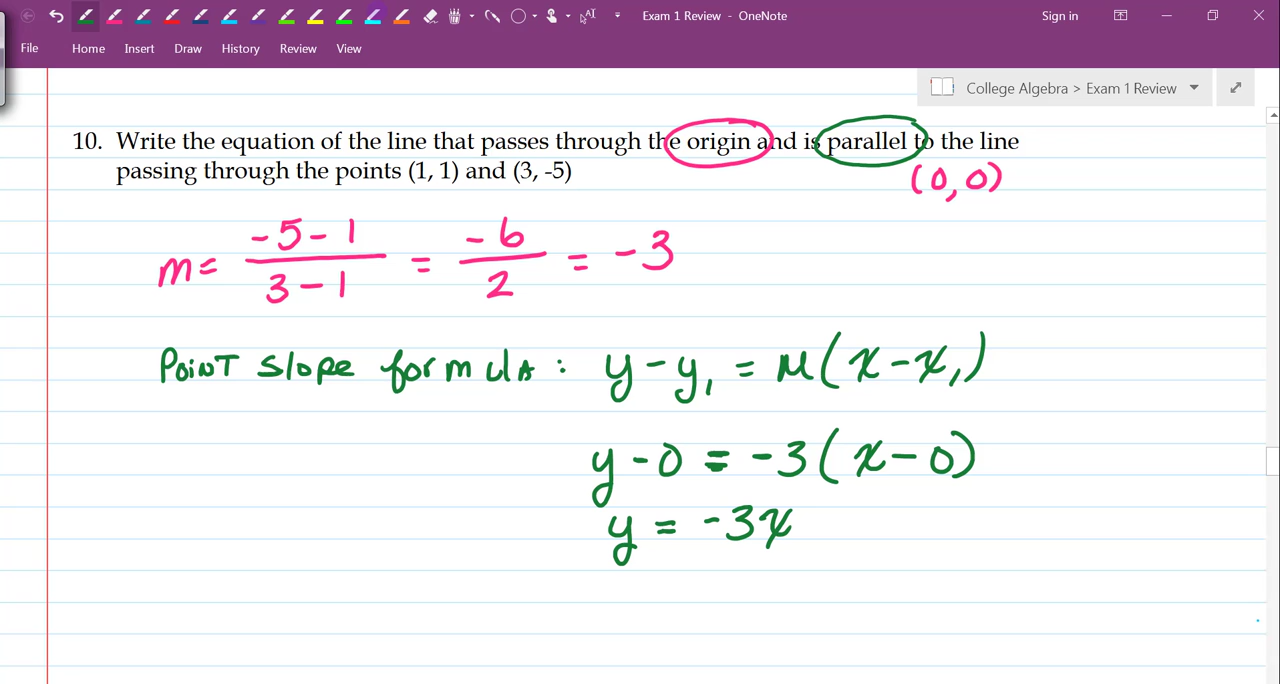 Exam 1 Review - OneNote
Sign in
File Home Insert Draw History Review View
College Algebra > Exam 1 Review
10. Write the equation of the line that passes through the origin and is parallel to the line
passing through the points (1, 1) and (3, -5)
(0, 0)
m = \frac{-5-1}{3-1} = \frac{-6}{2} = -3
Point slope formula: y - y₁ = m(x - x₁)
y - 0 = -3(x - 0)
y = -3x